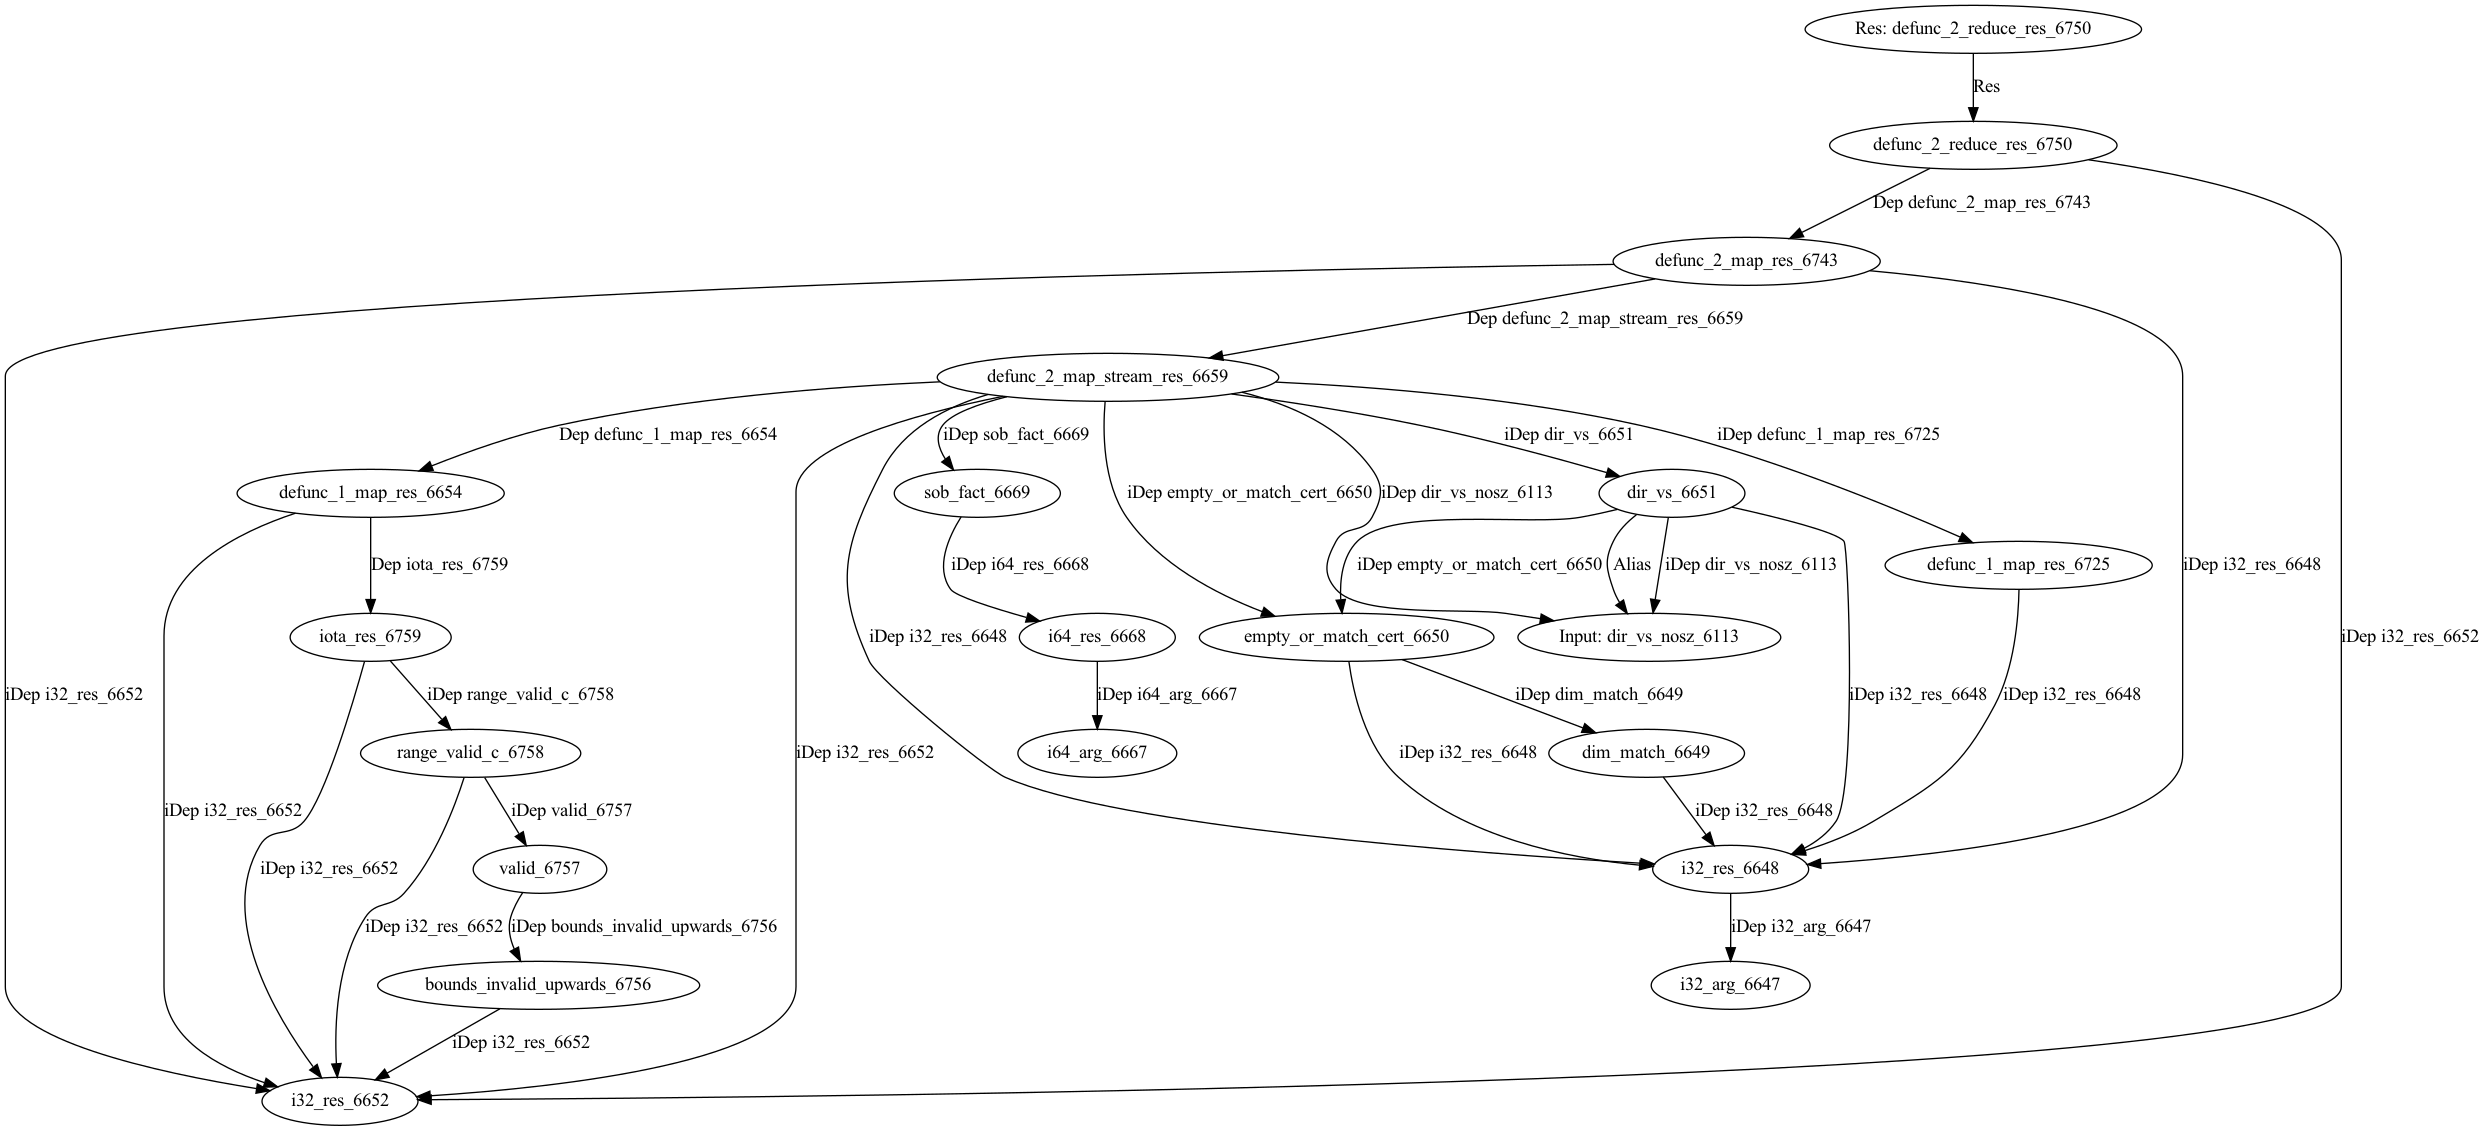 Res: defunc_2_reduce_res_6750
Res
defunc_2_reduce_res_6750
Dep defunc_2_map_res_6743
defunc_2_map_res_6743
Dep defunc_2_map_stream_res_6659
defunc_2_map_stream_res_6659
Dep defunc_1_map_res_6654
iDep sob_fact_6669
iDep dir_vs_6651
iDep defunc_1_map_res_6725
defunc_1_map_res_6654
sob_fact_6669
iDep empty_or_match_cert_6650
iDep dir_vs_nosz_6113
dir_vs_6651
Dep iota_res_6759
iDep i64_res_6668
iDep empty_or_match_cert_6650
Alias
iDep dir_vs_nosz_6113
defunc_1_map_res_6725
iDep i32_res_6648
iota_res_6759
iDep i32_res_6648
i64_res_6668
empty_or_match_cert_6650
Input: dir_vs_nosz_6113
iDep i32_res_6652
iDep i32_res_6652
iDep range_valid_c_6758
iDep i64_arg_6667
iDep dim_match_6649
iDep i32_res_6648
iDep i32_res_6648
range_valid_c_6758
iDep i32_res_6652
i64_arg_6667
iDep i32_res_6648
dim_match_6649
iDep i32_res_6652
iDep valid_6757
iDep i32_res_6648
iDep i32_res_6652
valid_6757
i32_res_6648
iDep i32_res_6652
iDep bounds_invalid_upwards_6756
iDep i32_arg_6647
bounds_invalid_upwards_6756
i32_arg_6647
iDep i32_res_6652
i32_res_6652